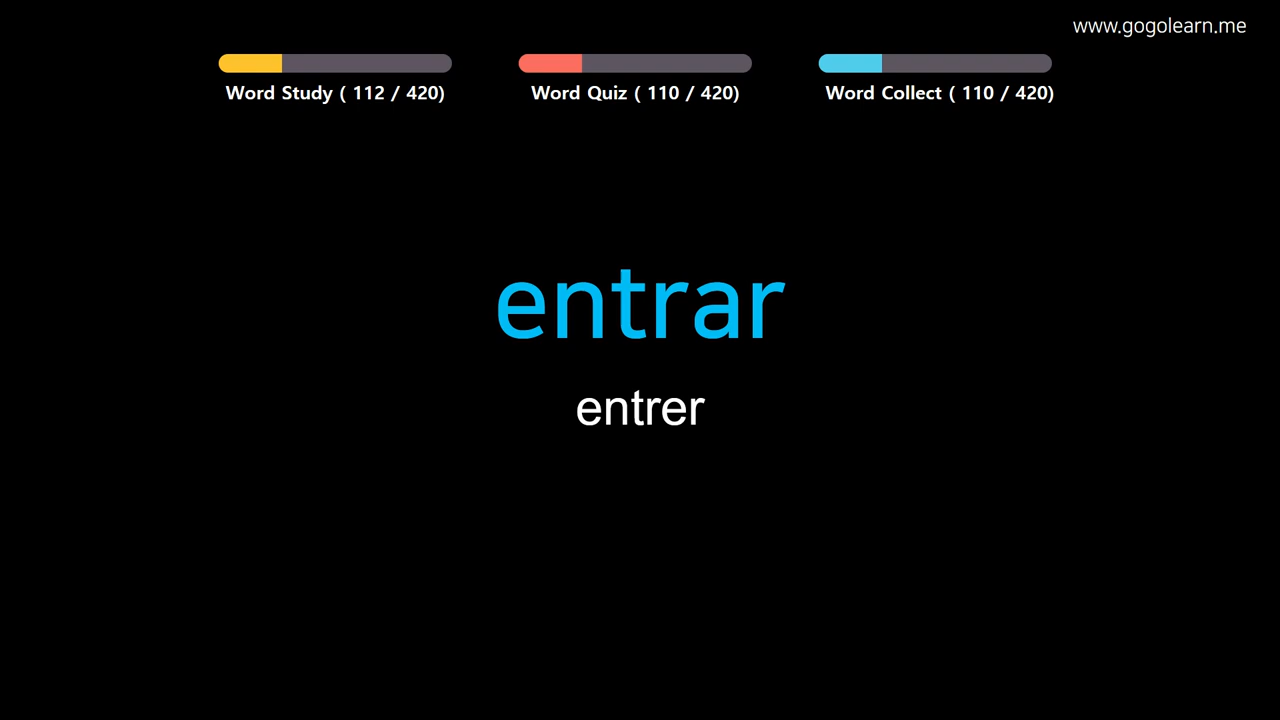 www.gogolearn.me
Word Study ( 112 / 420)
Word Quiz ( 110 / 420)
Word Collect ( 110 / 420)
entrar
entrer